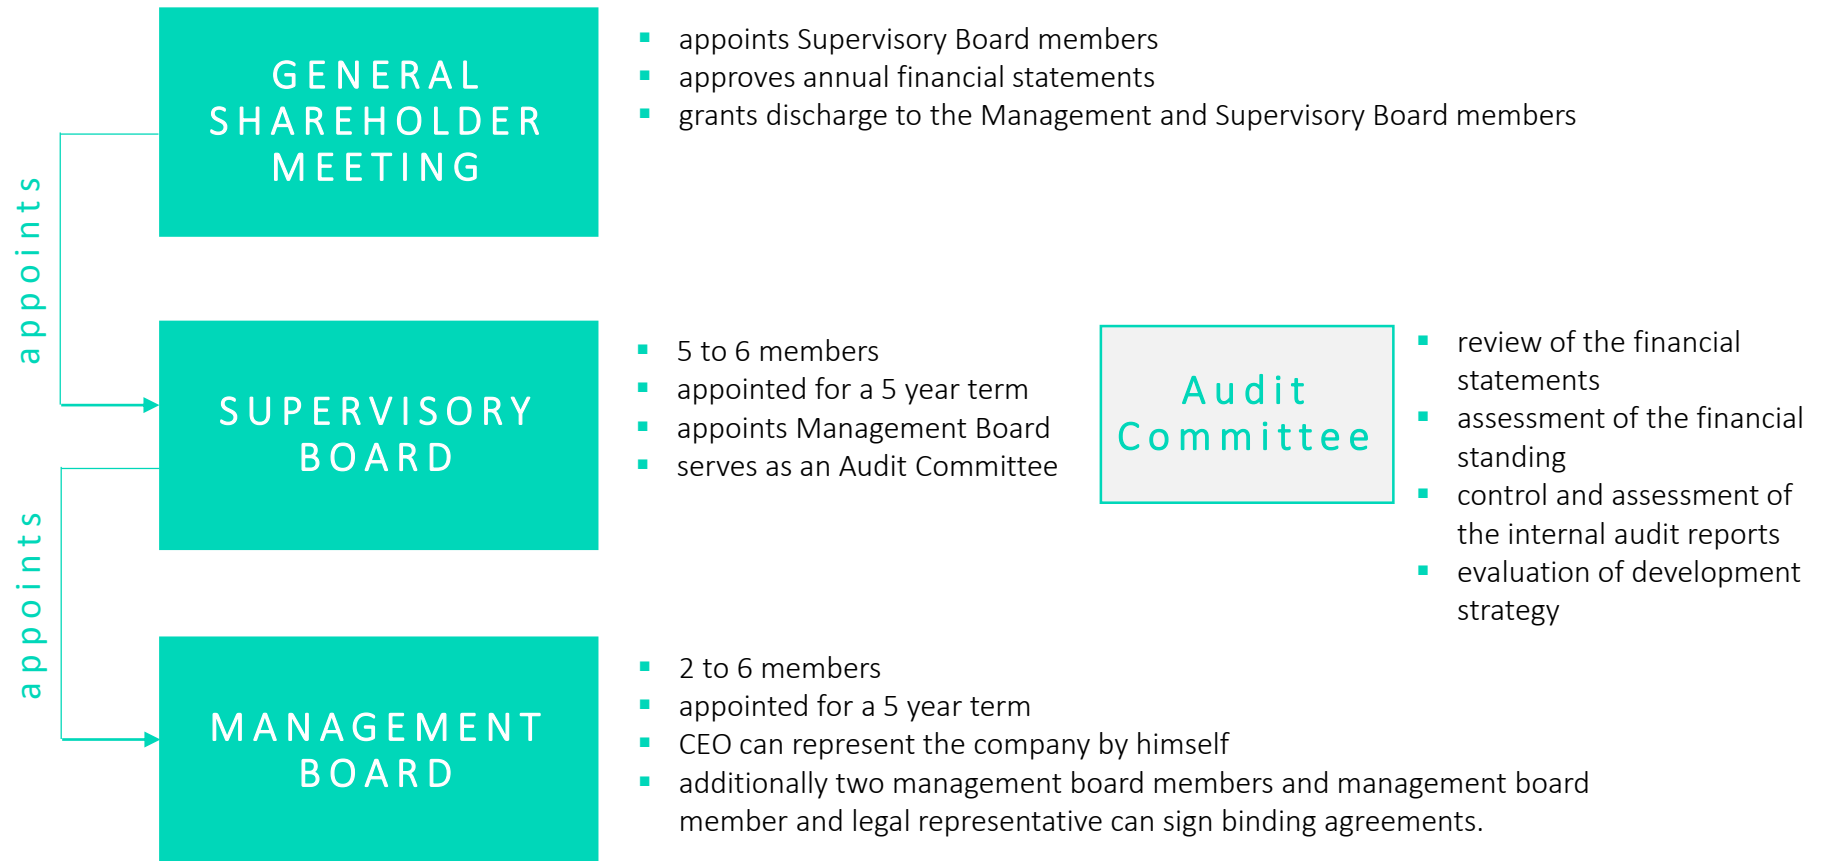 GENERAL
SHAREHOLDER
MEETING
appoints Supervisory Board members
approves annual financial statements
grants discharge to the Management and Supervisory Board members
appoints
SUPERVISORY
BOARD
5 to 6 members
appointed for a 5 year term
appoints Management Board
serves as an Audit Committee
Audit
Committee
review of the financial
statements
assessment of the financial
standing
control and assessment of
the internal audit reports
evaluation of development
strategy
appoints
MANAGEMENT
BOARD
2 to 6 members
appointed for a 5 year term
CEO can represent the company by himself
additionally two management board members and management board
member and legal representative can sign binding agreements.